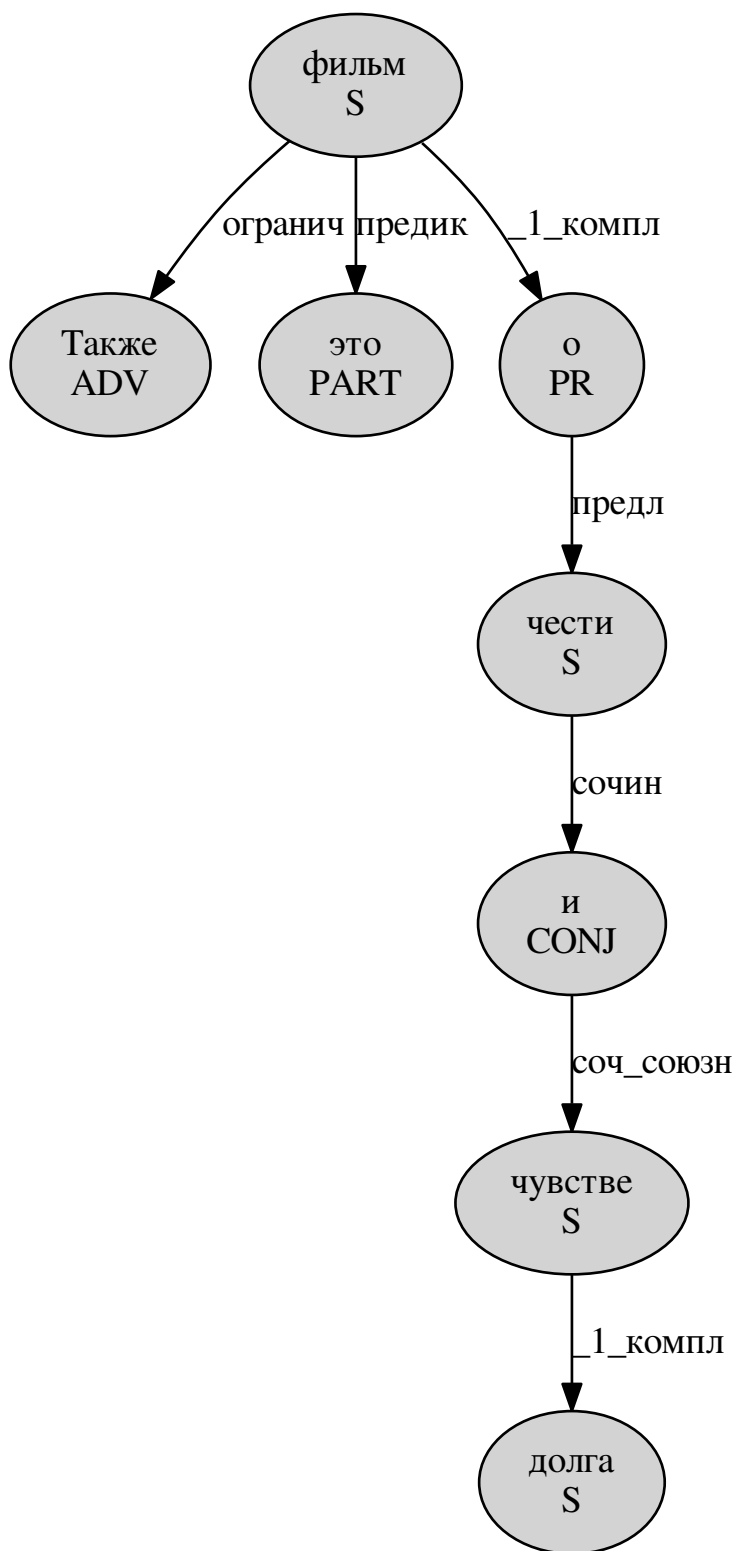 фильм
S
огранич
предик
_1_компл
Также
ADV
это
PART
о
PR
предл
чести
S
сочин
и
CONJ
соч_союзн
чувстве
S
_1_компл
долга
S